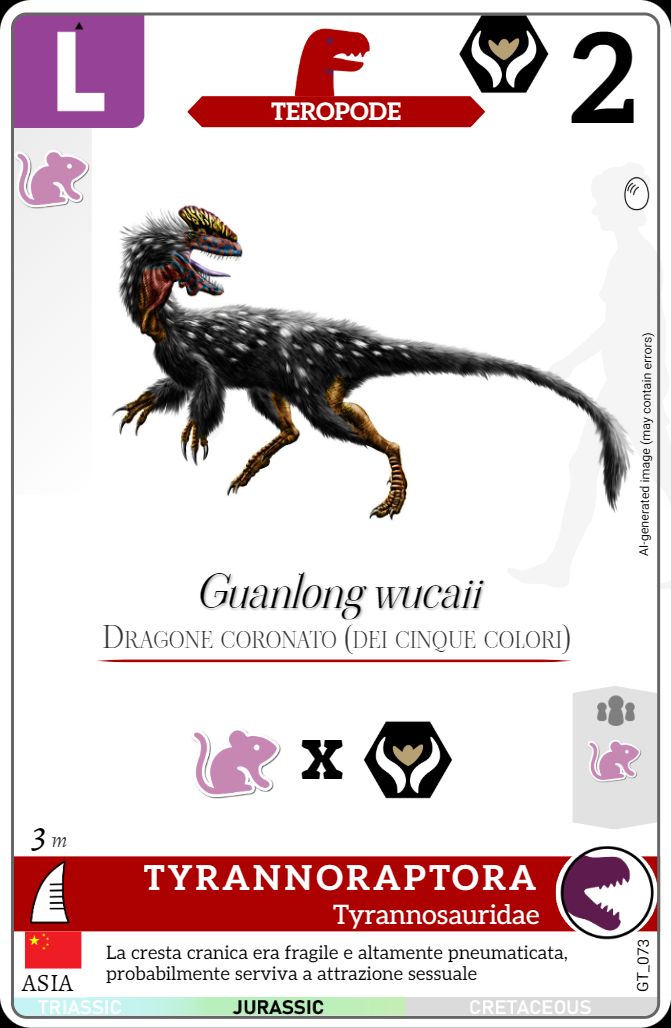 L
TEROPODE
2
AI-generated image (may contain errors)
Guanlong wucaii
DRAGONE CORONATO (DEI CINQUE COLORI)
X
3 m
TYRANNORAPTORA
Tyrannosauridae
ASIA
La cresta cranica era fragile e altamente pneumaticata,
probabilmente serviva a attrazione sessuale
GT_073
TRIASSIC
JURASSIC
CRETACEOUS